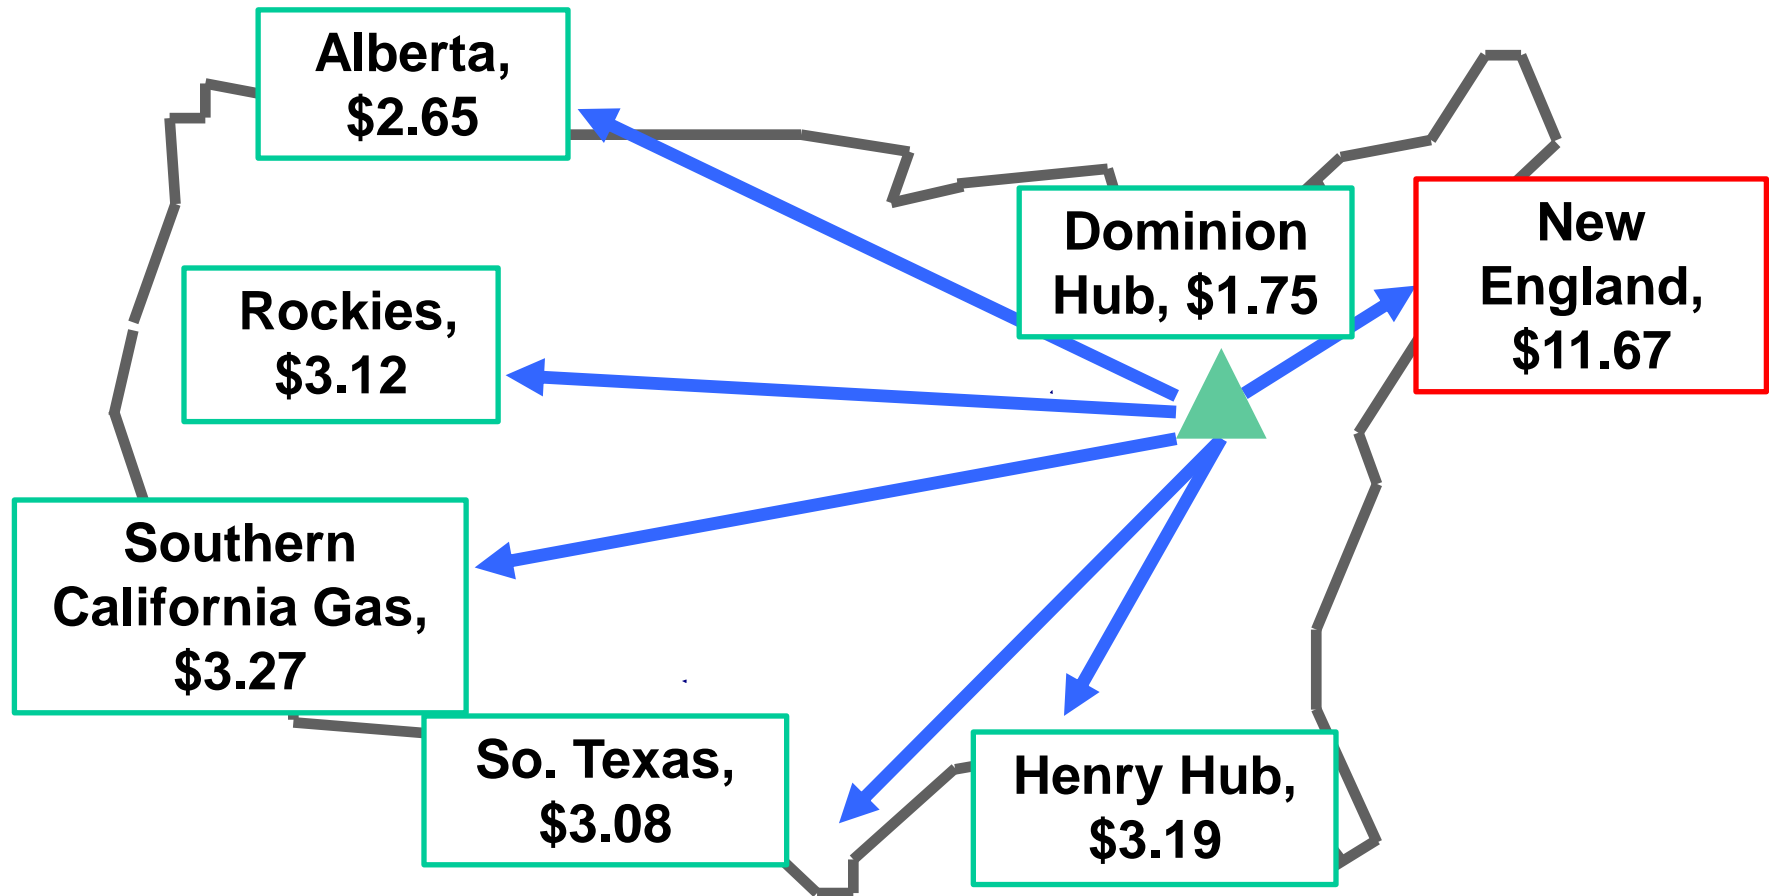 Alberta,
$2.65
Dominion
Hub, $1.75
New
England,
$11.67
Rockies,
$3.12
Southern
California Gas,
$3.27
So. Texas,
$3.08
Henry Hub,
$3.19